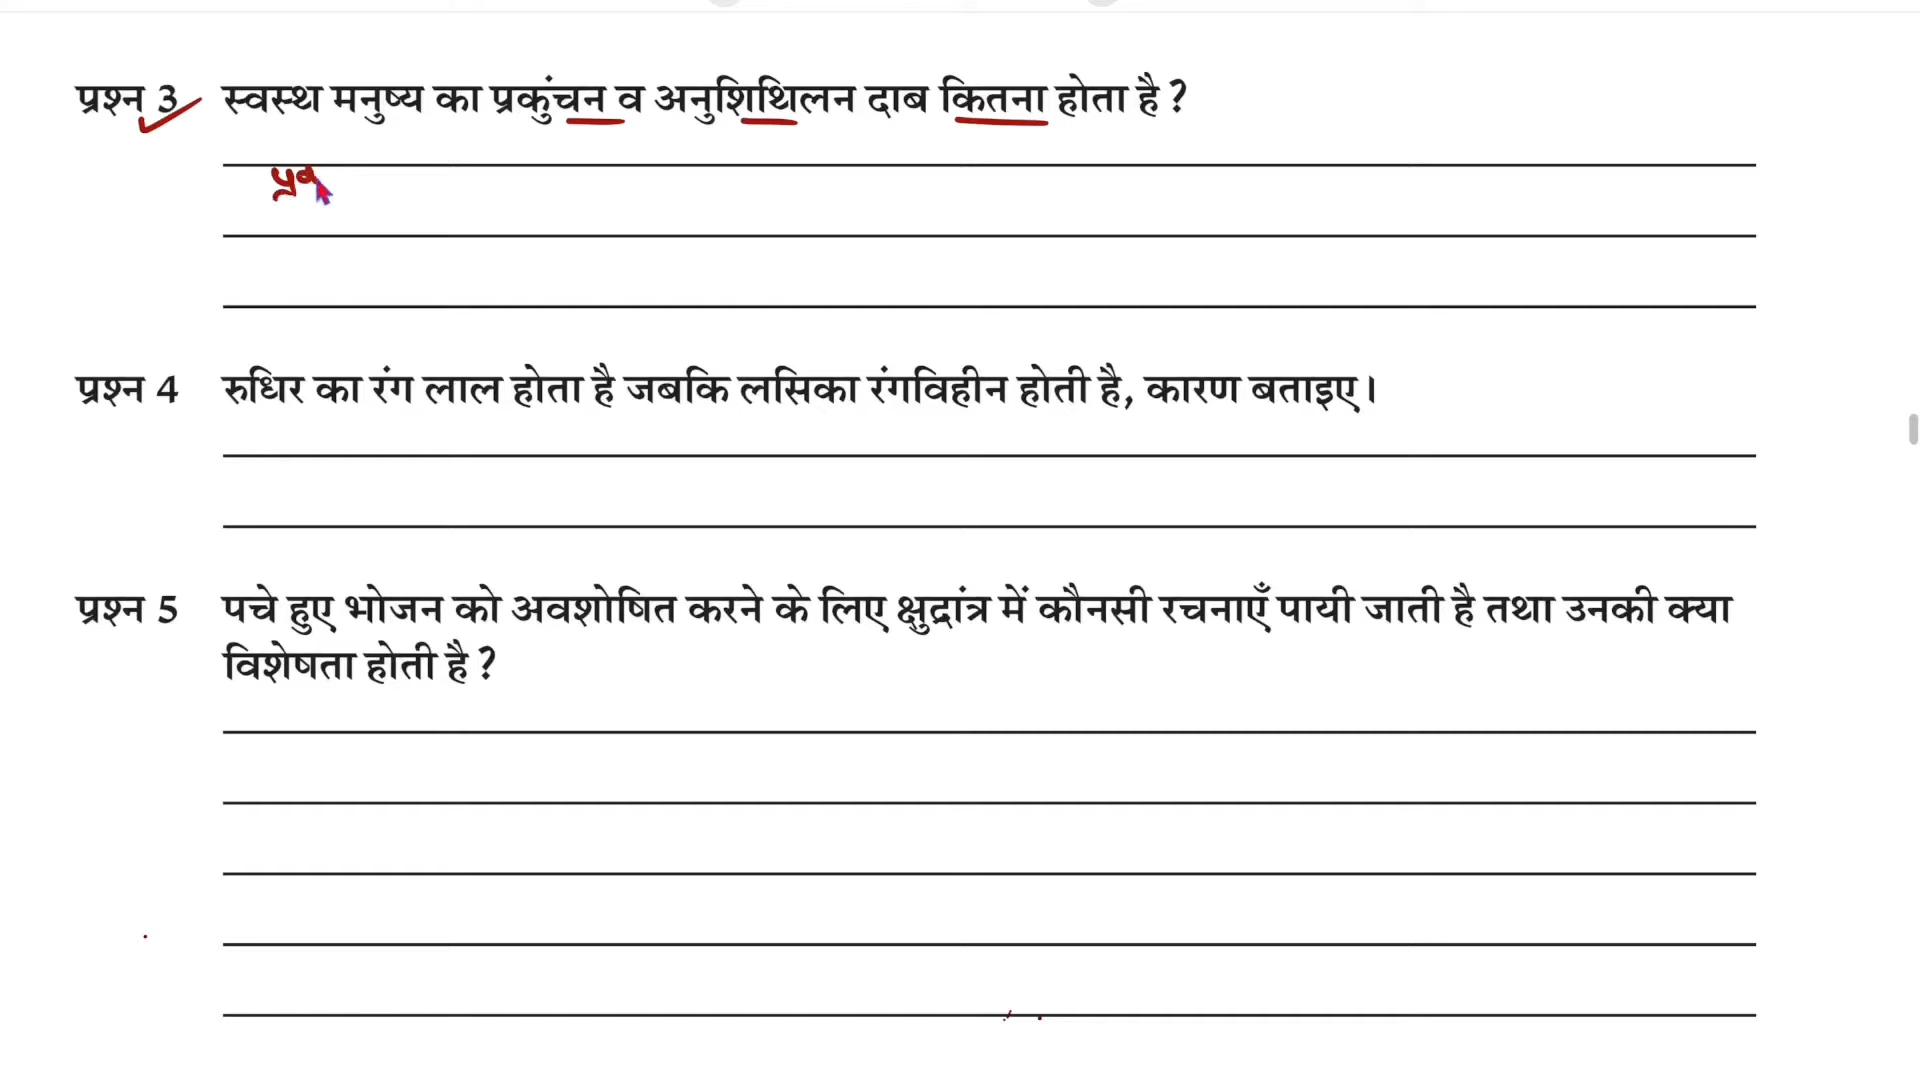 प्रश्न 3 स्वस्थ मनुष्य का प्रकुंचन व अनुशिथिलन दाब कितना होता है ?
प्रश्न 4 रुधिर का रंग लाल होता है जबकि लसिका रंगविहीन होती है, कारण बताइए।
प्रश्न 5 पचे हुए भोजन को अवशोषित करने के लिए क्षुद्रांत्र में कौनसी रचनाएँ पायी जाती है तथा उनकी क्या
विशेषता होती है ?